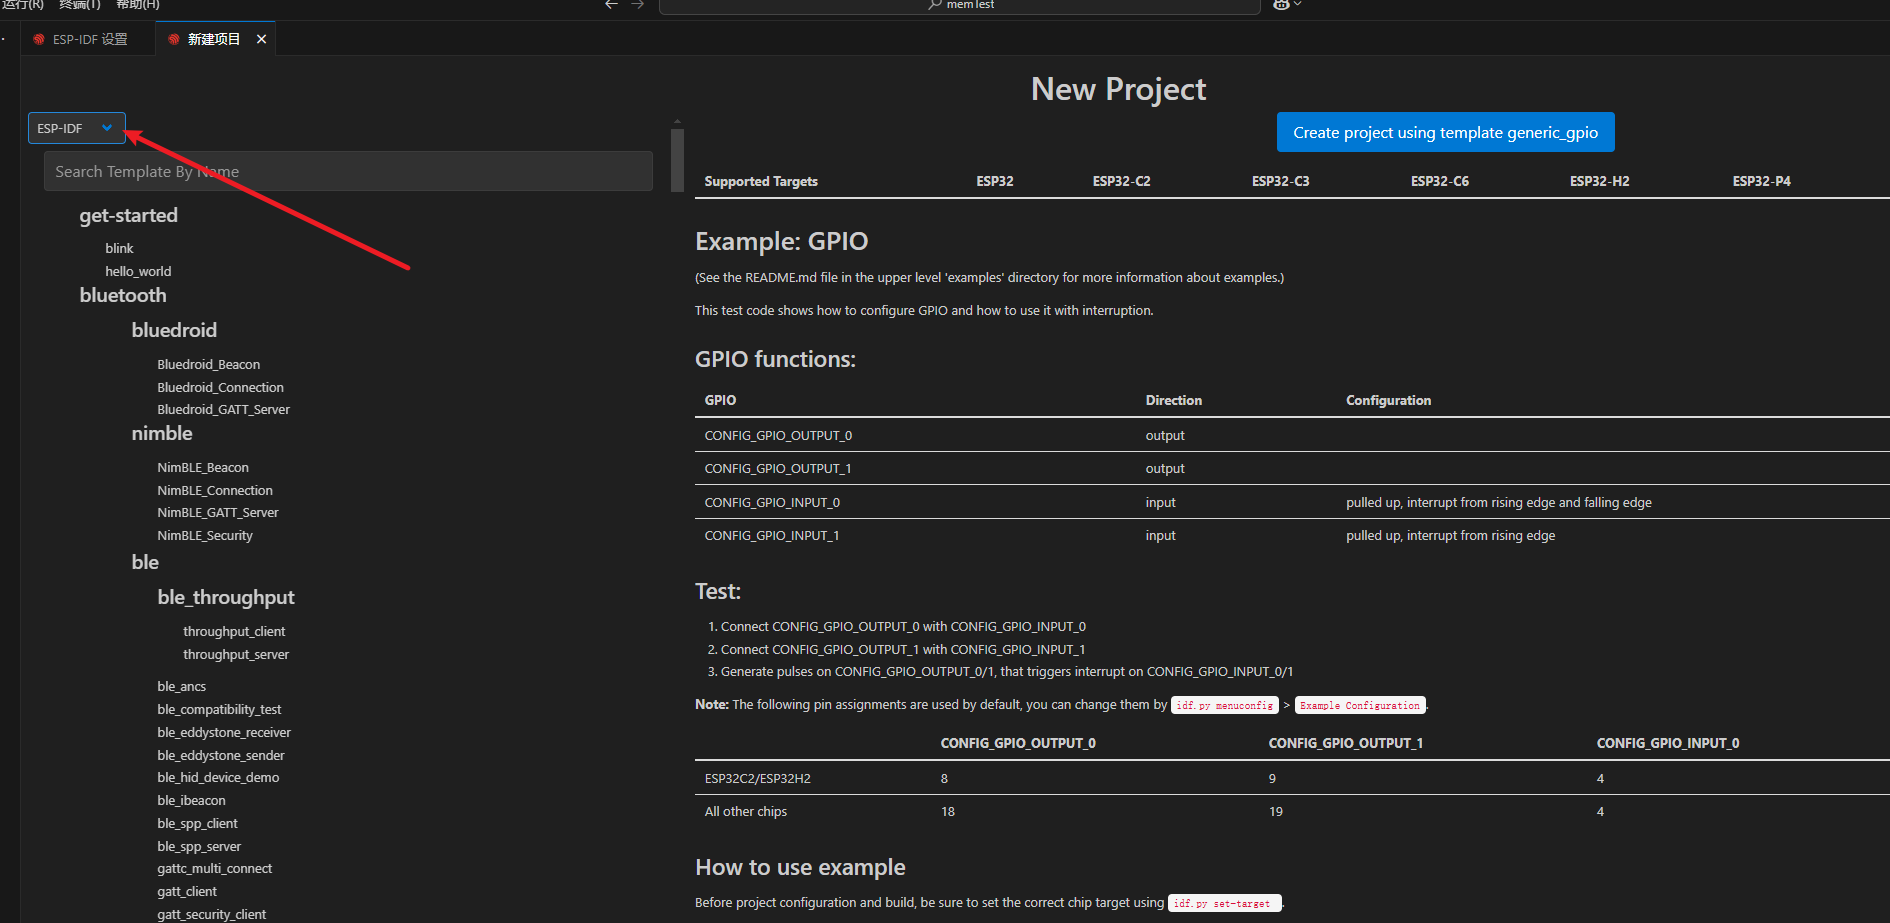 运行(R) 终端(T) 帮助(H)
memTest
ESP-IDF 设置
新建项目
New Project
ESP-IDF
Create project using template generic_gpio
Search Template By Name
Supported Targets ESP32 ESP32-C2 ESP32-C3 ESP32-C6 ESP32-H2 ESP32-P4
get-started
blink
hello_world
bluetooth
bluedroid
Bluedroid_Beacon
Bluedroid_Connection
Bluedroid_GATT_Server
nimble
NimBLE_Beacon
NimBLE_Connection
NimBLE_GATT_Server
NimBLE_Security
ble
ble_throughput
throughput_client
throughput_server
ble_ancs
ble_compatibility_test
ble_eddystone_receiver
ble_eddystone_sender
ble_hid_device_demo
ble_ibeacon
ble_spp_client
ble_spp_server
gattc_multi_connect
gatt_client
gatt_security_client
Example: GPIO
(See the README.md file in the upper level 'examples' directory for more information about examples.)
This test code shows how to configure GPIO and how to use it with interruption.
GPIO functions:
GPIO Direction Configuration
CONFIG_GPIO_OUTPUT_0 output
CONFIG_GPIO_OUTPUT_1 output
CONFIG_GPIO_INPUT_0 input pulled up, interrupt from rising edge and falling edge
CONFIG_GPIO_INPUT_1 input pulled up, interrupt from rising edge
Test:
1. Connect CONFIG_GPIO_OUTPUT_0 with CONFIG_GPIO_INPUT_0
2. Connect CONFIG_GPIO_OUTPUT_1 with CONFIG_GPIO_INPUT_1
3. Generate pulses on CONFIG_GPIO_OUTPUT_0/1, that triggers interrupt on CONFIG_GPIO_INPUT_0/1
Note: The following pin assignments are used by default, you can change them by idf.py menuconfig > Example Configuration.
CONFIG_GPIO_OUTPUT_0 CONFIG_GPIO_OUTPUT_1 CONFIG_GPIO_INPUT_0
ESP32C2/ESP32H2 8 9 4
All other chips 18 19 4
How to use example
Before project configuration and build, be sure to set the correct chip target using idf.py set-target .